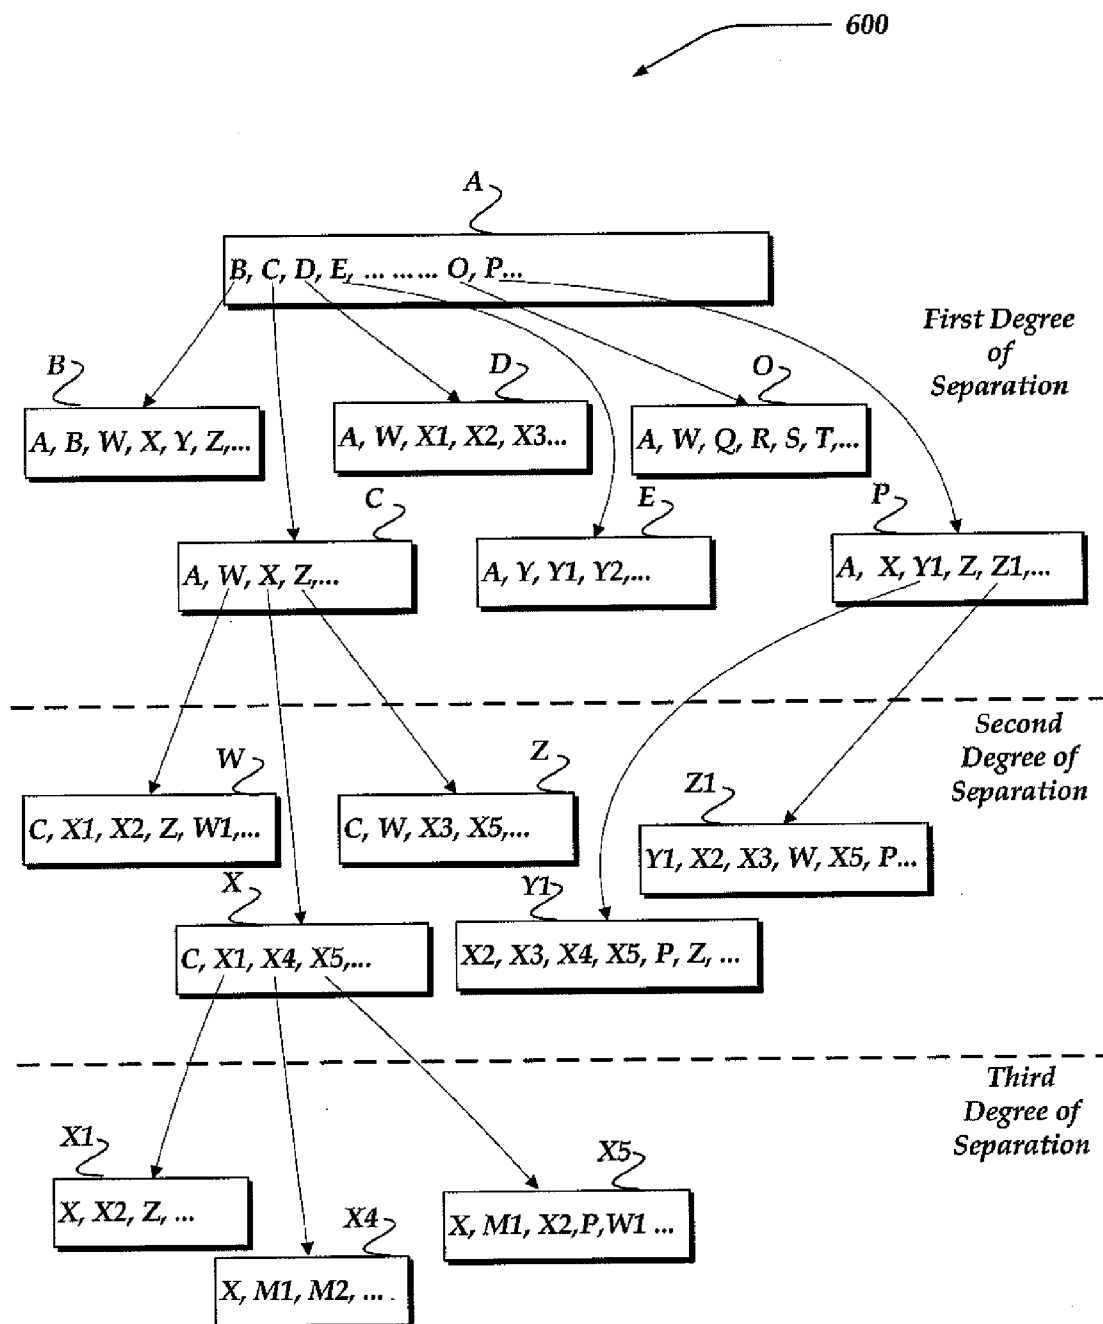 600
A
B, C, D, E, ... ... ... O, P...
First Degree
of
Separation
B
A, B, W, X, Y, Z,...
D
A, W, X1, X2, X3...
O
A, W, Q, R, S, T,...
C
A, W, X, Z,...
E
A, Y, Y1, Y2,...
P
A, X, Y1, Z, Z1,...
Second
Degree of
Separation
W
C, X1, X2, Z, W1,...
Z
C, W, X3, X5,...
Z1
Y1, X2, X3, W, X5, P...
X
C, X1, X4, X5,...
Y1
X2, X3, X4, X5, P, Z, ...
Third
Degree of
Separation
X1
X, X2, Z, ...
X4
X, M1, M2, ...
X5
X, M1, X2,P,W1 ...